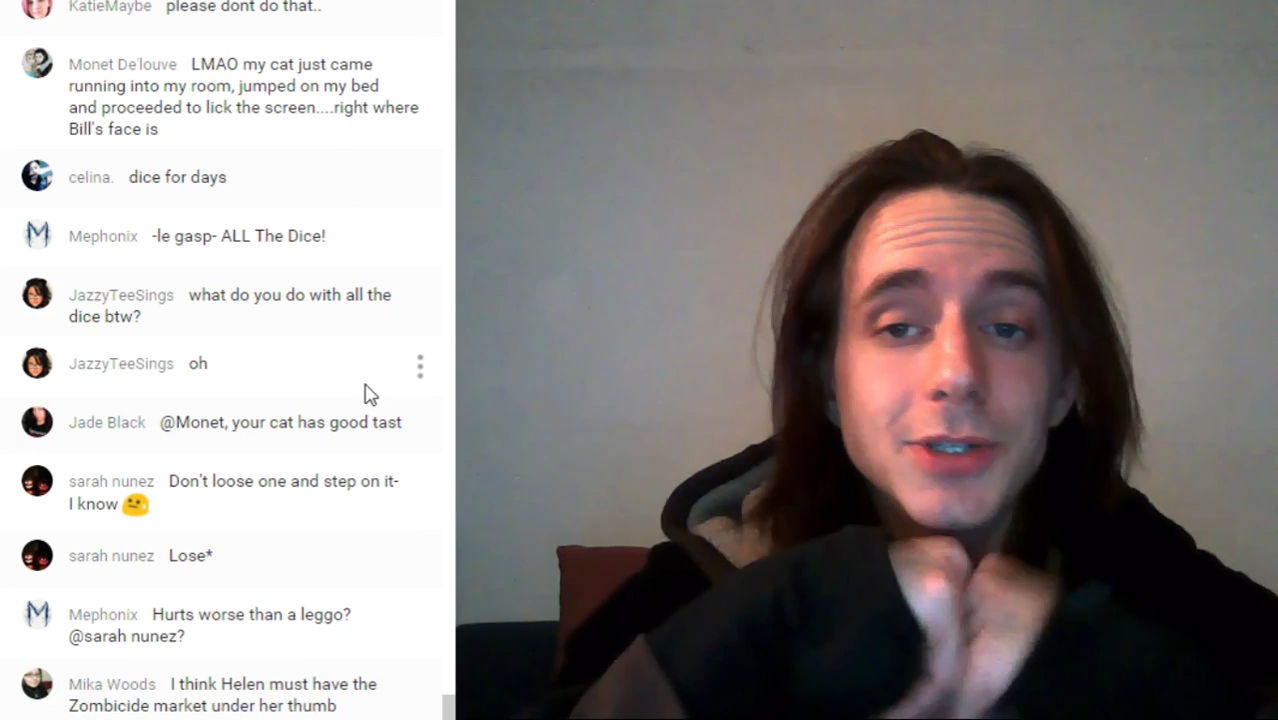 KatieMaybe please dont do that..
Monet De'louve LMAO my cat just came
running into my room, jumped on my bed
and proceeded to lick the screen....right where
Bill's face is
celina. dice for days
Mephonix -le gasp- ALL The Dice!
JazzyTeeSings what do you do with all the
dice btw?
JazzyTeeSings oh
Jade Black @Monet, your cat has good tast
sarah nunez Don't loose one and step on it-
I know
sarah nunez Lose*
Mephonix Hurts worse than a leggo?
@sarah nunez?
Mika Woods I think Helen must have the
Zombicide market under her thumb